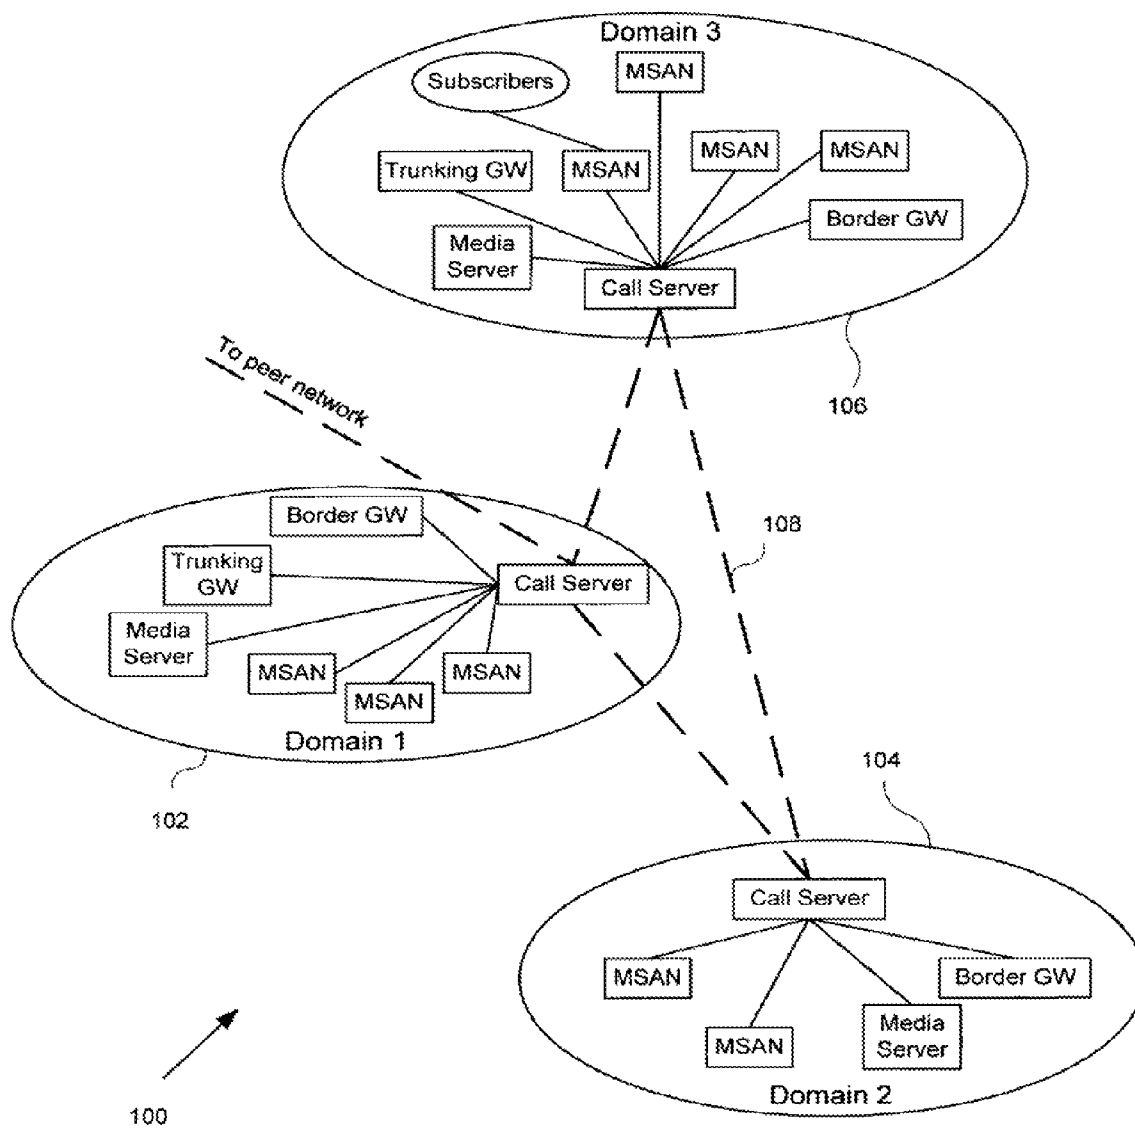 Domain 3
MSAN
Subscribers
MSAN
MSAN
Trunking GW
MSAN
Border GW
Media
Server
Call Server
106
To peer network
108
Border GW
Trunking
GW
Call Server
Media
Server
MSAN
MSAN
MSAN
Domain 1
102
104
Call Server
MSAN
Border GW
Media
Server
MSAN
Domain 2
100